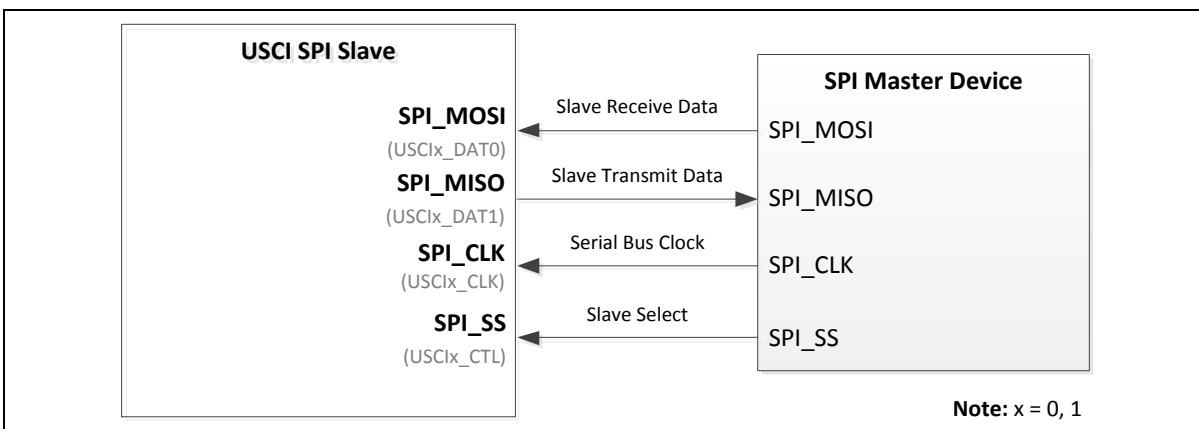 USCI SPI Slave
SPI Master Device
SPI_MOSI
(USCIx_DAT0)
Slave Receive Data
SPI_MOSI
SPI_MISO
(USCIx_DAT1)
Slave Transmit Data
SPI_MISO
SPI_CLK
(USCIx_CLK)
Serial Bus Clock
SPI_CLK
SPI_SS
(USCIx_CTL)
Slave Select
SPI_SS
Note: x = 0, 1